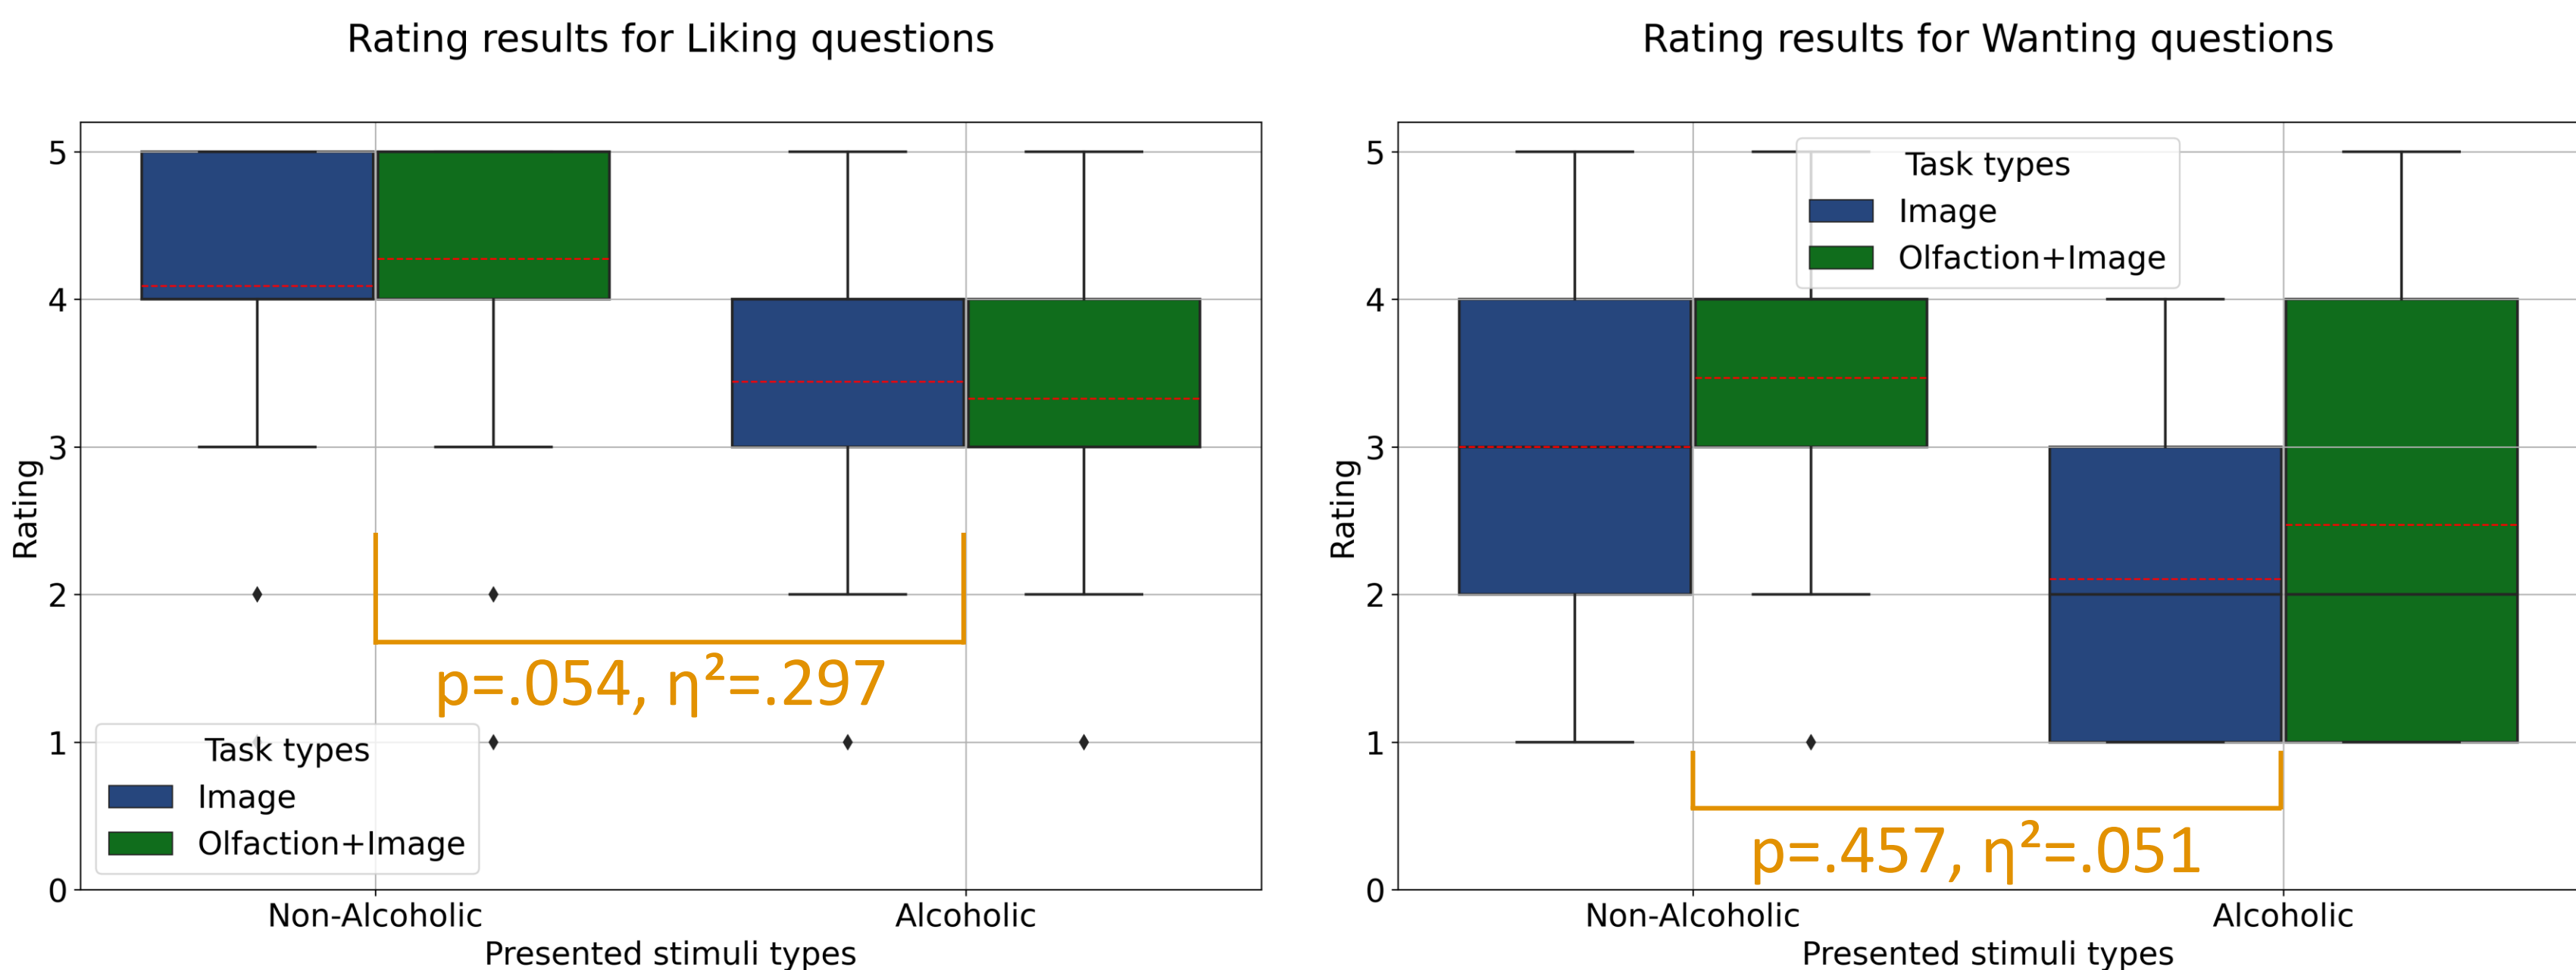 Rating results for Liking questions
Rating
5
4
3
2
1
0
p=.054, η²=.297
Task types
Image
Olfaction+Image
Non-Alcoholic
Alcoholic
Presented stimuli types
Rating results for Wanting questions
Rating
5
4
3
2
1
0
Task types
Image
Olfaction+Image
p=.457, η²=.051
Non-Alcoholic
Alcoholic
Presented stimuli types